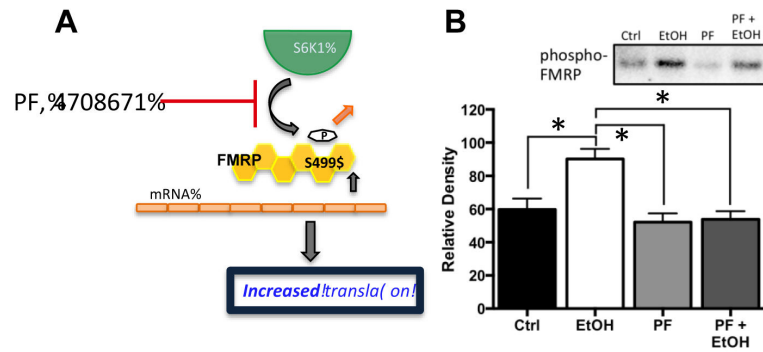 A
S6K1%
PF,%4708671%
P
FMRP
S499$
mRNA%
Increased!transla( on!
B
Ctrl EtOH PF PF + EtOH
phospho-
FMRP
120
100
80
60
40
20
0
Relative Density
* * *
Ctrl EtOH PF PF +
EtOH